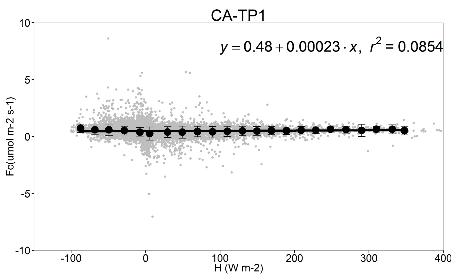 CA-TP1
y = 0.48 + 0.00023 · x, r² = 0.0854
10
5
0
-5
-10
Fc(umol m-2 s-1)
-100 0 100 200 300 400
H (W m-2)